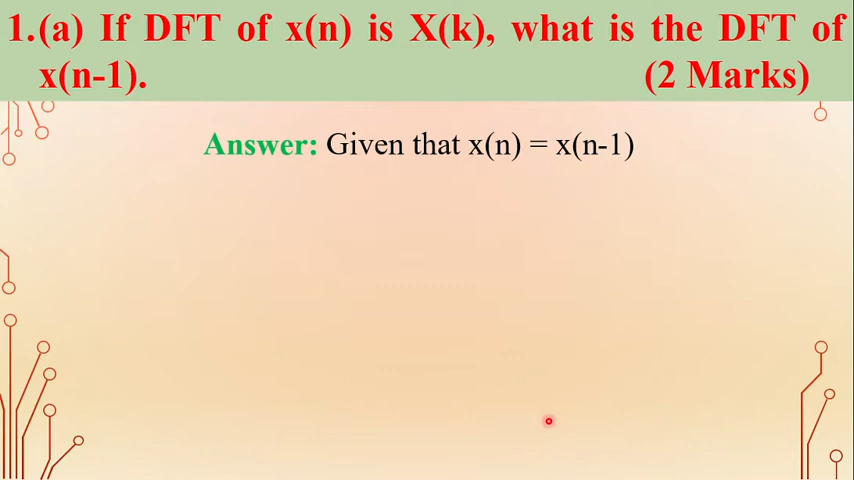 1.(a) If DFT of x(n) is X(k), what is the DFT of
x(n-1). (2 Marks)
Answer: Given that x(n) = x(n-1)